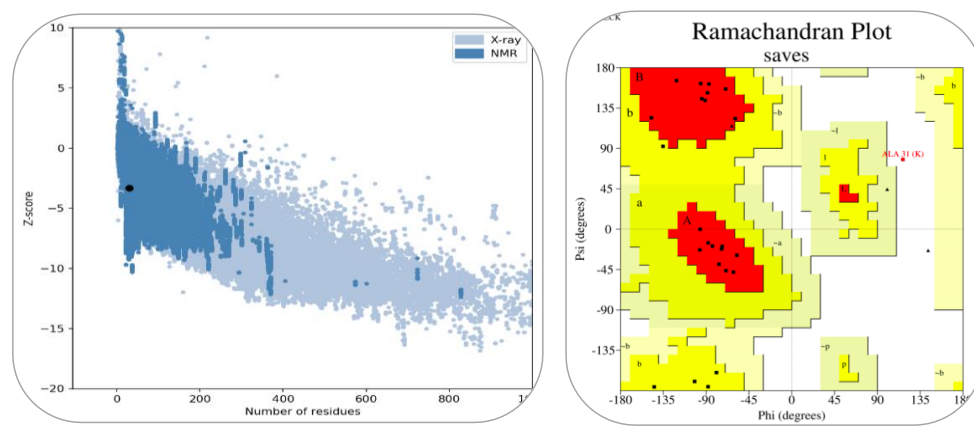 10
5
0
−5
−10
−15
−20
Z-score
X-ray
NMR
0
200
400
600
800
Number of residues
Ramachandran Plot
saves
180
135
90
45
0
-45
-90
-135
-180
Psi (degrees)
B
b
~b
~b
b
~l
l
L
ALA 31 (K)
a
A
~a
~b
b
~p
p
~b
-180
-135
-90
-45
0
45
90
135
180
Phi (degrees)